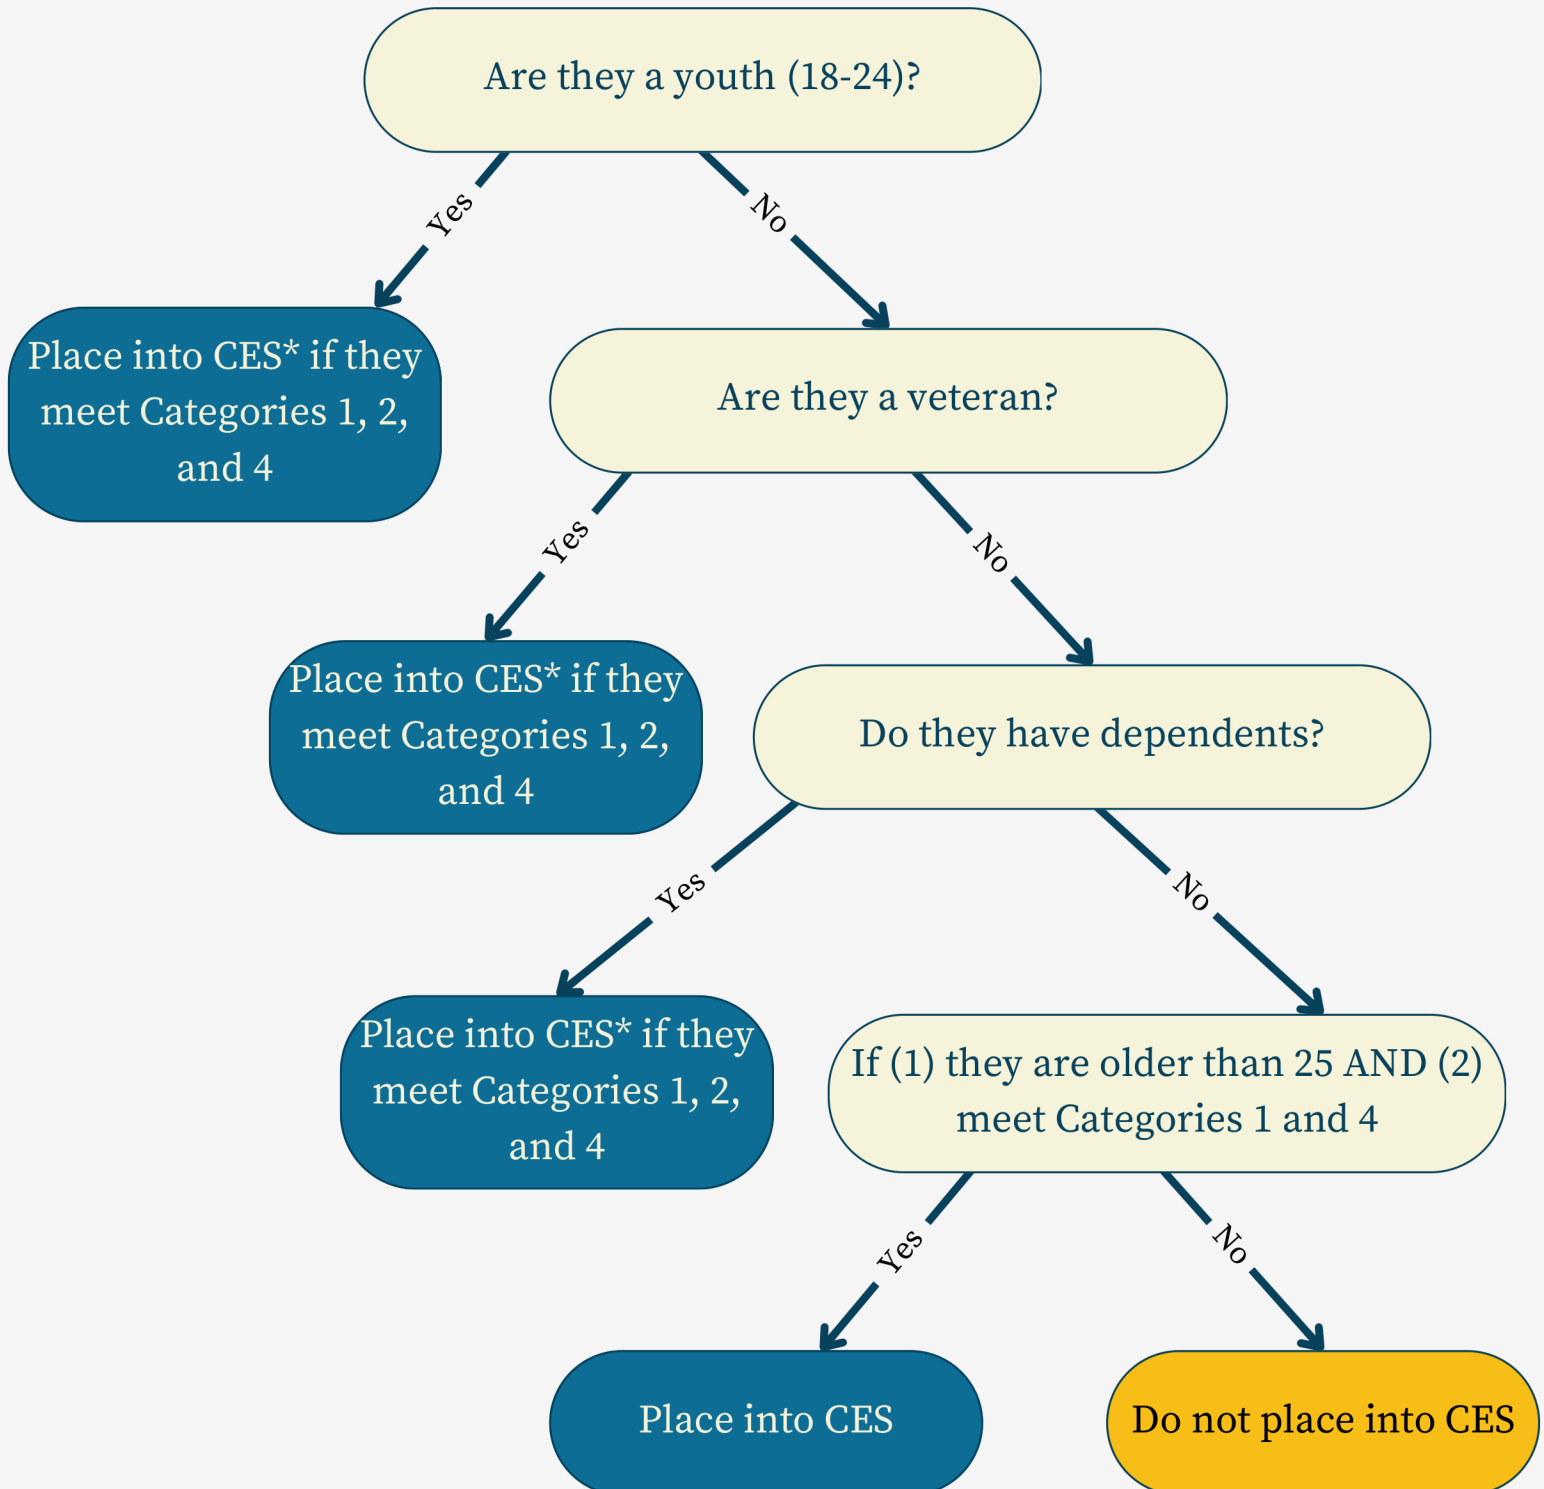 Are they a youth (18-24)?
Yes
No
Place into CES* if they
meet Categories 1, 2,
and 4
Are they a veteran?
Yes
No
Place into CES* if they
meet Categories 1, 2,
and 4
Do they have dependents?
Yes
No
Place into CES* if they
meet Categories 1, 2,
and 4
If (1) they are older than 25 AND (2)
meet Categories 1 and 4
Yes
No
Place into CES
Do not place into CES